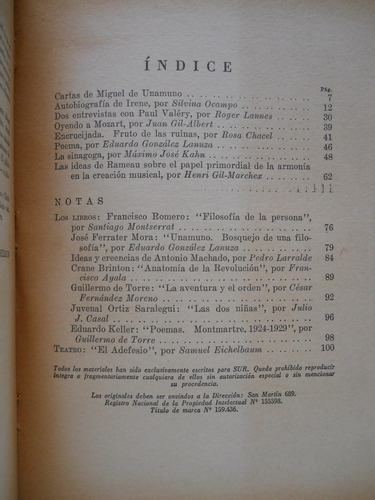 ÍNDICE
Pág.
Cartas de Miguel de Unamuno .. .. .. .. .. .. .. .. .. 7
Autobiografía de Irene, por Silvina Ocampo .. .. .. .. .. 12
Dos entrevistas con Paul Valéry, por Roger Lannes .. .. .. 30
Oyendo a Mozart, por Juan Gil-Albert .. .. .. .. .. .. .. 39
Encrucijada. Fruto de las ruinas, por Rosa Chacel .. .. .. 41
Poema, por Eduardo González Lanuza .. .. .. .. .. .. .. 46
La sinagoga, por Máximo José Kahn .. .. .. .. .. .. .. 48
Las ideas de Rameau sobre el papel primordial de la armonía
en la creación musical, por Henri Gil-Marchex .. .. .. .. 62
NOTAS
Los libros: Francisco Romero: "Filosofía de la persona",
por Santiago Montserrat .. .. .. .. .. .. .. .. .. 76
José Ferrater Mora: "Unamuno. Bosquejo de una filo-
sofía", por Eduardo González Lanuza .. .. .. .. .. 79
Ideas y creencias de Antonio Machado, por Pedro Larralde 84
Crane Brinton: "Anatomía de la Revolución", por Fran-
cisco Ayala .. .. .. .. .. .. .. .. .. .. .. .. 89
Guillermo de Torre: "La aventura y el orden", por César
Fernández Moreno .. .. .. .. .. .. .. .. .. .. .. 92
Juvenal Ortiz Saralegui: "Las dos niñas", por Julio
J. Casal .. .. .. .. .. .. .. .. .. .. .. .. .. 96
Eduardo Keller: "Poemas. Montmartre, 1924-1929", por
Guillermo de Torre .. .. .. .. .. .. .. .. .. .. 98
Teatro: "El Adefesio", por Samuel Eichelbaum .. .. .. .. 100
Todos los materiales han sido exclusivamente escritos para SUR. Queda prohibido reproducir
íntegra o fragmentariamente cualquiera de ellos sin autorización especial o sin mencionar
su procedencia.
Los originales deben ser enviados a la Dirección: San Martín 689.
Registro Nacional de la Propiedad Intelectual Nº 155598.
Título de marca Nº 159.436.